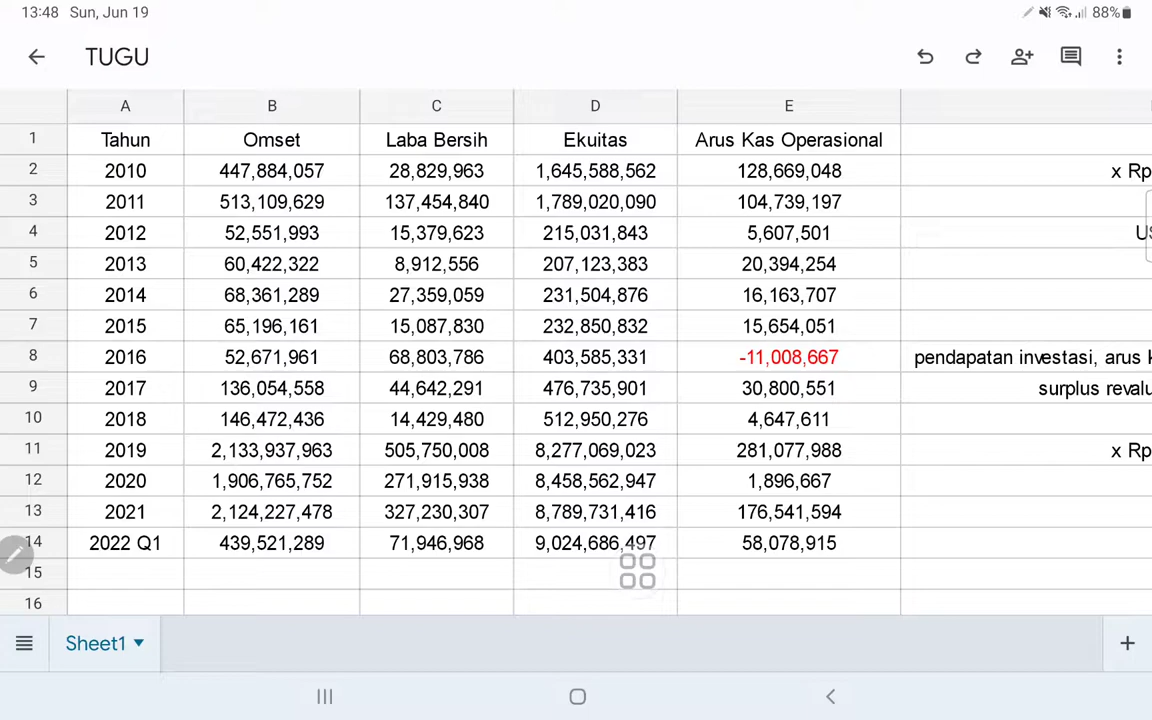 13:48 Sun, Jun 19 88%
TUGU
A B C D E
1 Tahun Omset Laba Bersih Ekuitas Arus Kas Operasional
2 2010 447,884,057 28,829,963 1,645,588,562 128,669,048 x Rp
3 2011 513,109,629 137,454,840 1,789,020,090 104,739,197
4 2012 52,551,993 15,379,623 215,031,843 5,607,501
5 2013 60,422,322 8,912,556 207,123,383 20,394,254
6 2014 68,361,289 27,359,059 231,504,876 16,163,707
7 2015 65,196,161 15,087,830 232,850,832 15,654,051
8 2016 52,671,961 68,803,786 403,585,331 -11,008,667 pendapatan investasi, arus
9 2017 136,054,558 44,642,291 476,735,901 30,800,551 surplus revalu
10 2018 146,472,436 14,429,480 512,950,276 4,647,611
11 2019 2,133,937,963 505,750,008 8,277,069,023 281,077,988 x Rp
12 2020 1,906,765,752 271,915,938 8,458,562,947 1,896,667
13 2021 2,124,227,478 327,230,307 8,789,731,416 176,541,594
14 2022 Q1 439,521,289 71,946,968 9,024,686,497 58,078,915
15
16
Sheet1